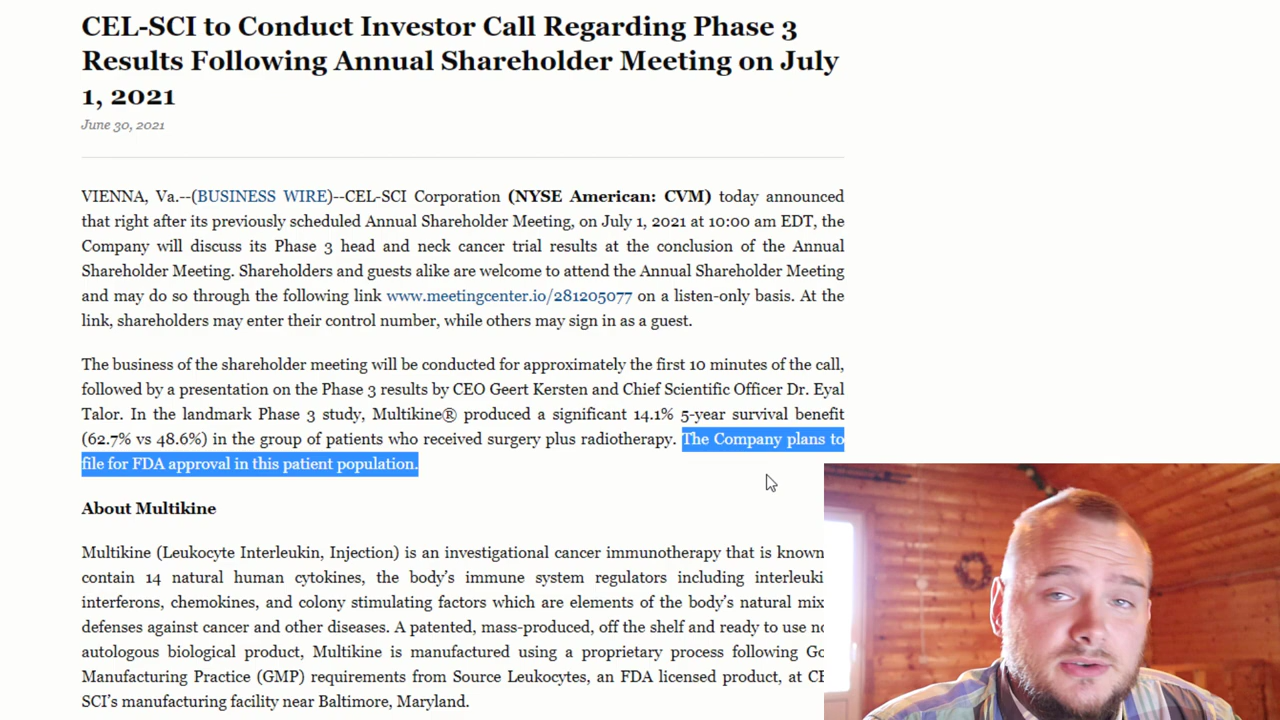 CEL-SCI to Conduct Investor Call Regarding Phase 3
Results Following Annual Shareholder Meeting on July
1, 2021
June 30, 2021
VIENNA, Va.--(BUSINESS WIRE)--CEL-SCI Corporation (NYSE American: CVM) today announced
that right after its previously scheduled Annual Shareholder Meeting, on July 1, 2021 at 10:00 am EDT, the
Company will discuss its Phase 3 head and neck cancer trial results at the conclusion of the Annual
Shareholder Meeting. Shareholders and guests alike are welcome to attend the Annual Shareholder Meeting
and may do so through the following link www.meetingcenter.io/281205077 on a listen-only basis. At the
link, shareholders may enter their control number, while others may sign in as a guest.
The business of the shareholder meeting will be conducted for approximately the first 10 minutes of the call,
followed by a presentation on the Phase 3 results by CEO Geert Kersten and Chief Scientific Officer Dr. Eyal
Talor. In the landmark Phase 3 study, Multikine® produced a significant 14.1% 5-year survival benefit
(62.7% vs 48.6%) in the group of patients who received surgery plus radiotherapy. The Company plans to
file for FDA approval in this patient population.
About Multikine
Multikine (Leukocyte Interleukin, Injection) is an investigational cancer immunotherapy that is known
contain 14 natural human cytokines, the body's immune system regulators including interleuki
interferons, chemokines, and colony stimulating factors which are elements of the body's natural mix
defenses against cancer and other diseases. A patented, mass-produced, off the shelf and ready to use
autologous biological product, Multikine is manufactured using a proprietary process following
Manufacturing Practice (GMP) requirements from Source Leukocytes, an FDA licensed product, at
SCI's manufacturing facility near Baltimore, Maryland.